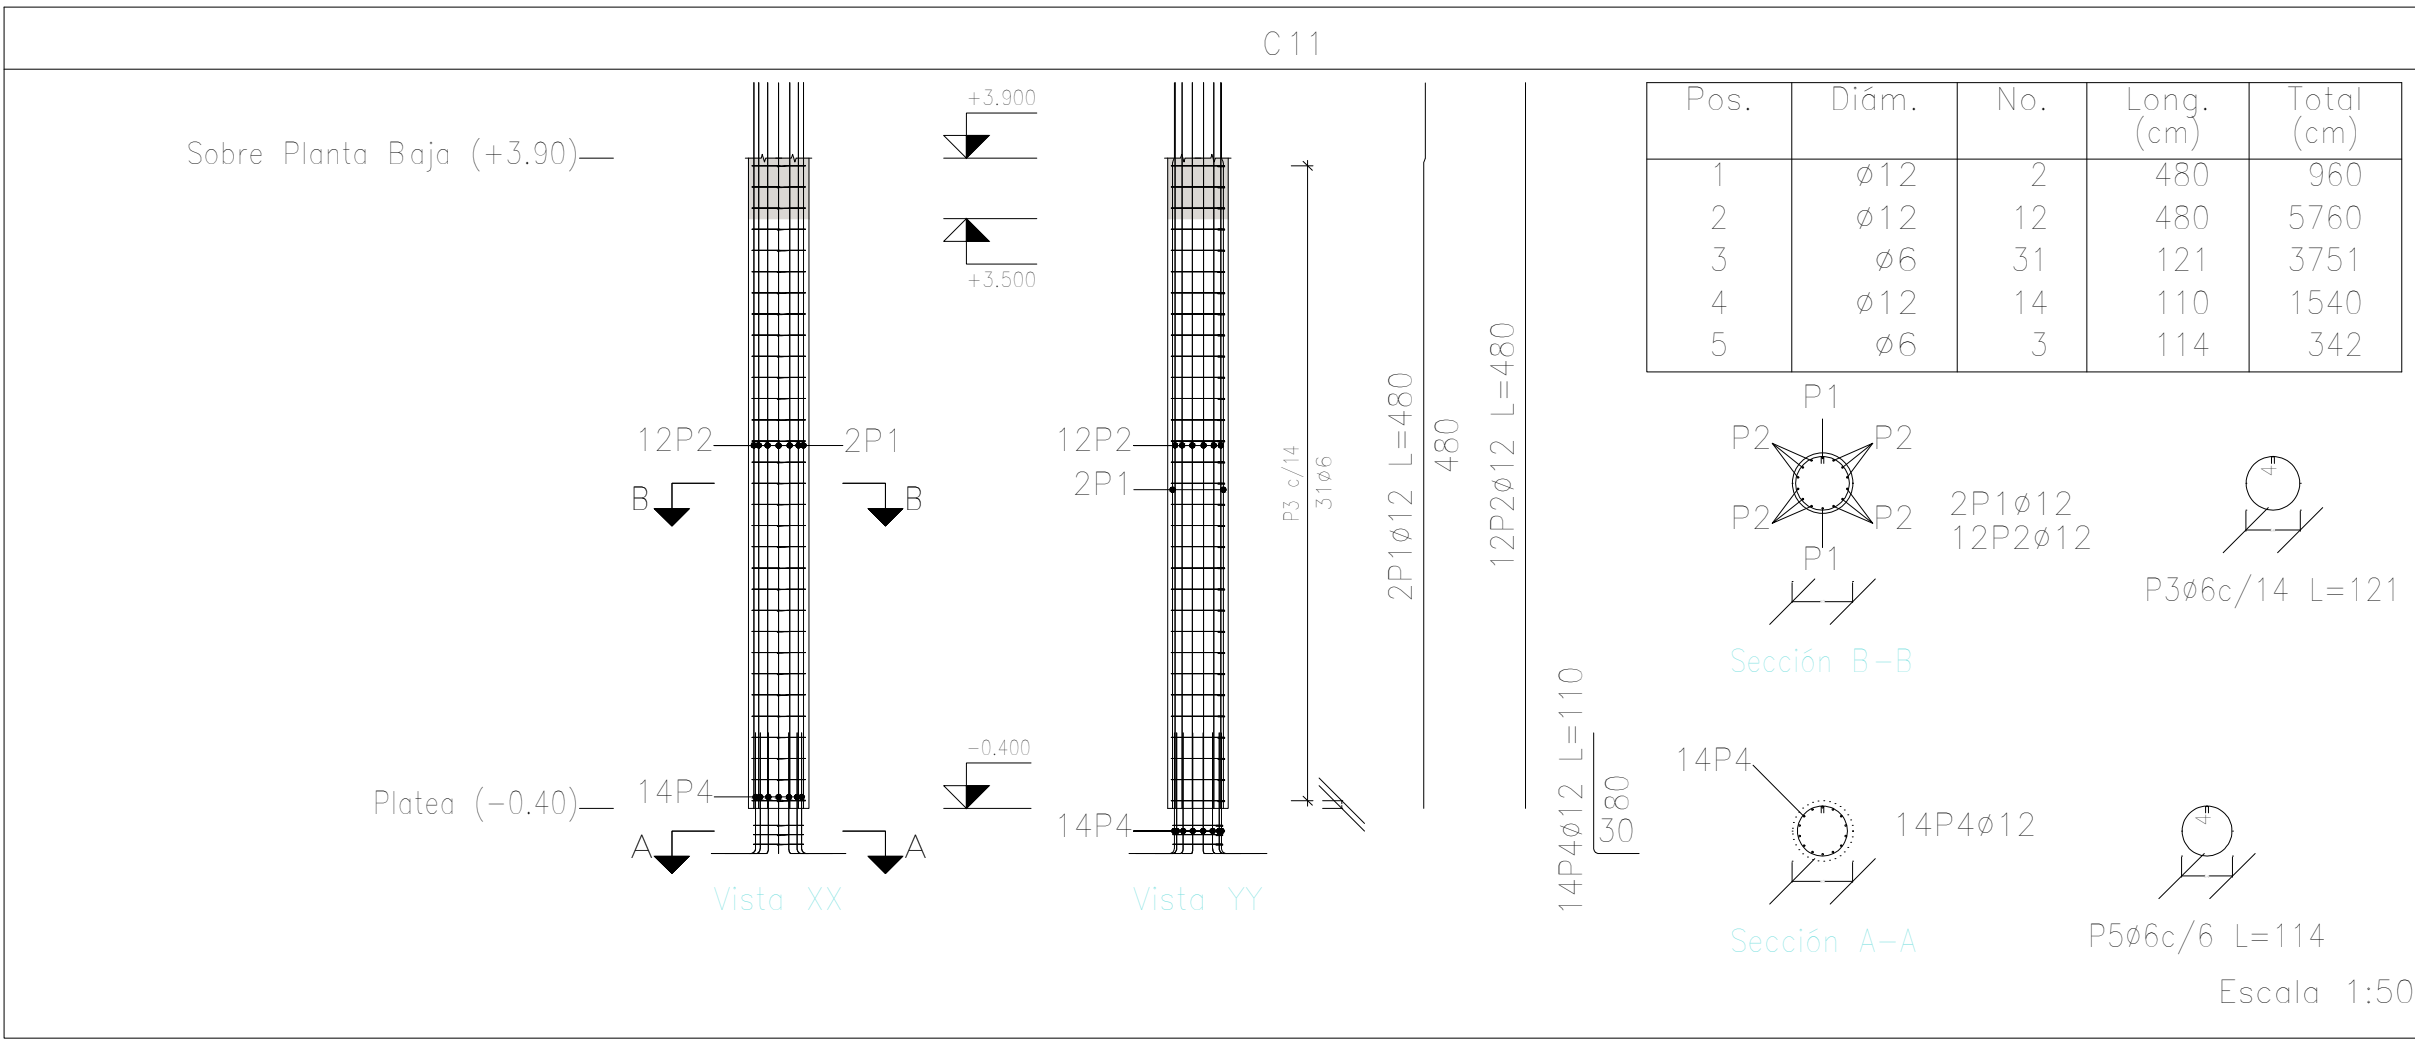 C11
Sobre Planta Baja (+3.90)
+3.900
+3.500
12P2
2P1
B
B
-0.400
Platea (-0.40)
14P4
A
A
Vista XX
12P2
2P1
14P4
Vista YY
P3 c/14
31ø6
2P1ø12 L=480
480
12P2ø12 L=480
14P4ø12 L=110
80
30
Pos. Diám. No. Long. (cm) Total (cm)
1 ø12 2 480 960
2 ø12 12 480 5760
3 ø6 31 121 3751
4 ø12 14 110 1540
5 ø6 3 114 342
P1
P2 P2
P2 P2
P1
2P1ø12
12P2ø12
Sección B-B
4
P3ø6c/14 L=121
14P4
14P4ø12
Sección A-A
4
P5ø6c/6 L=114
Escala 1:50